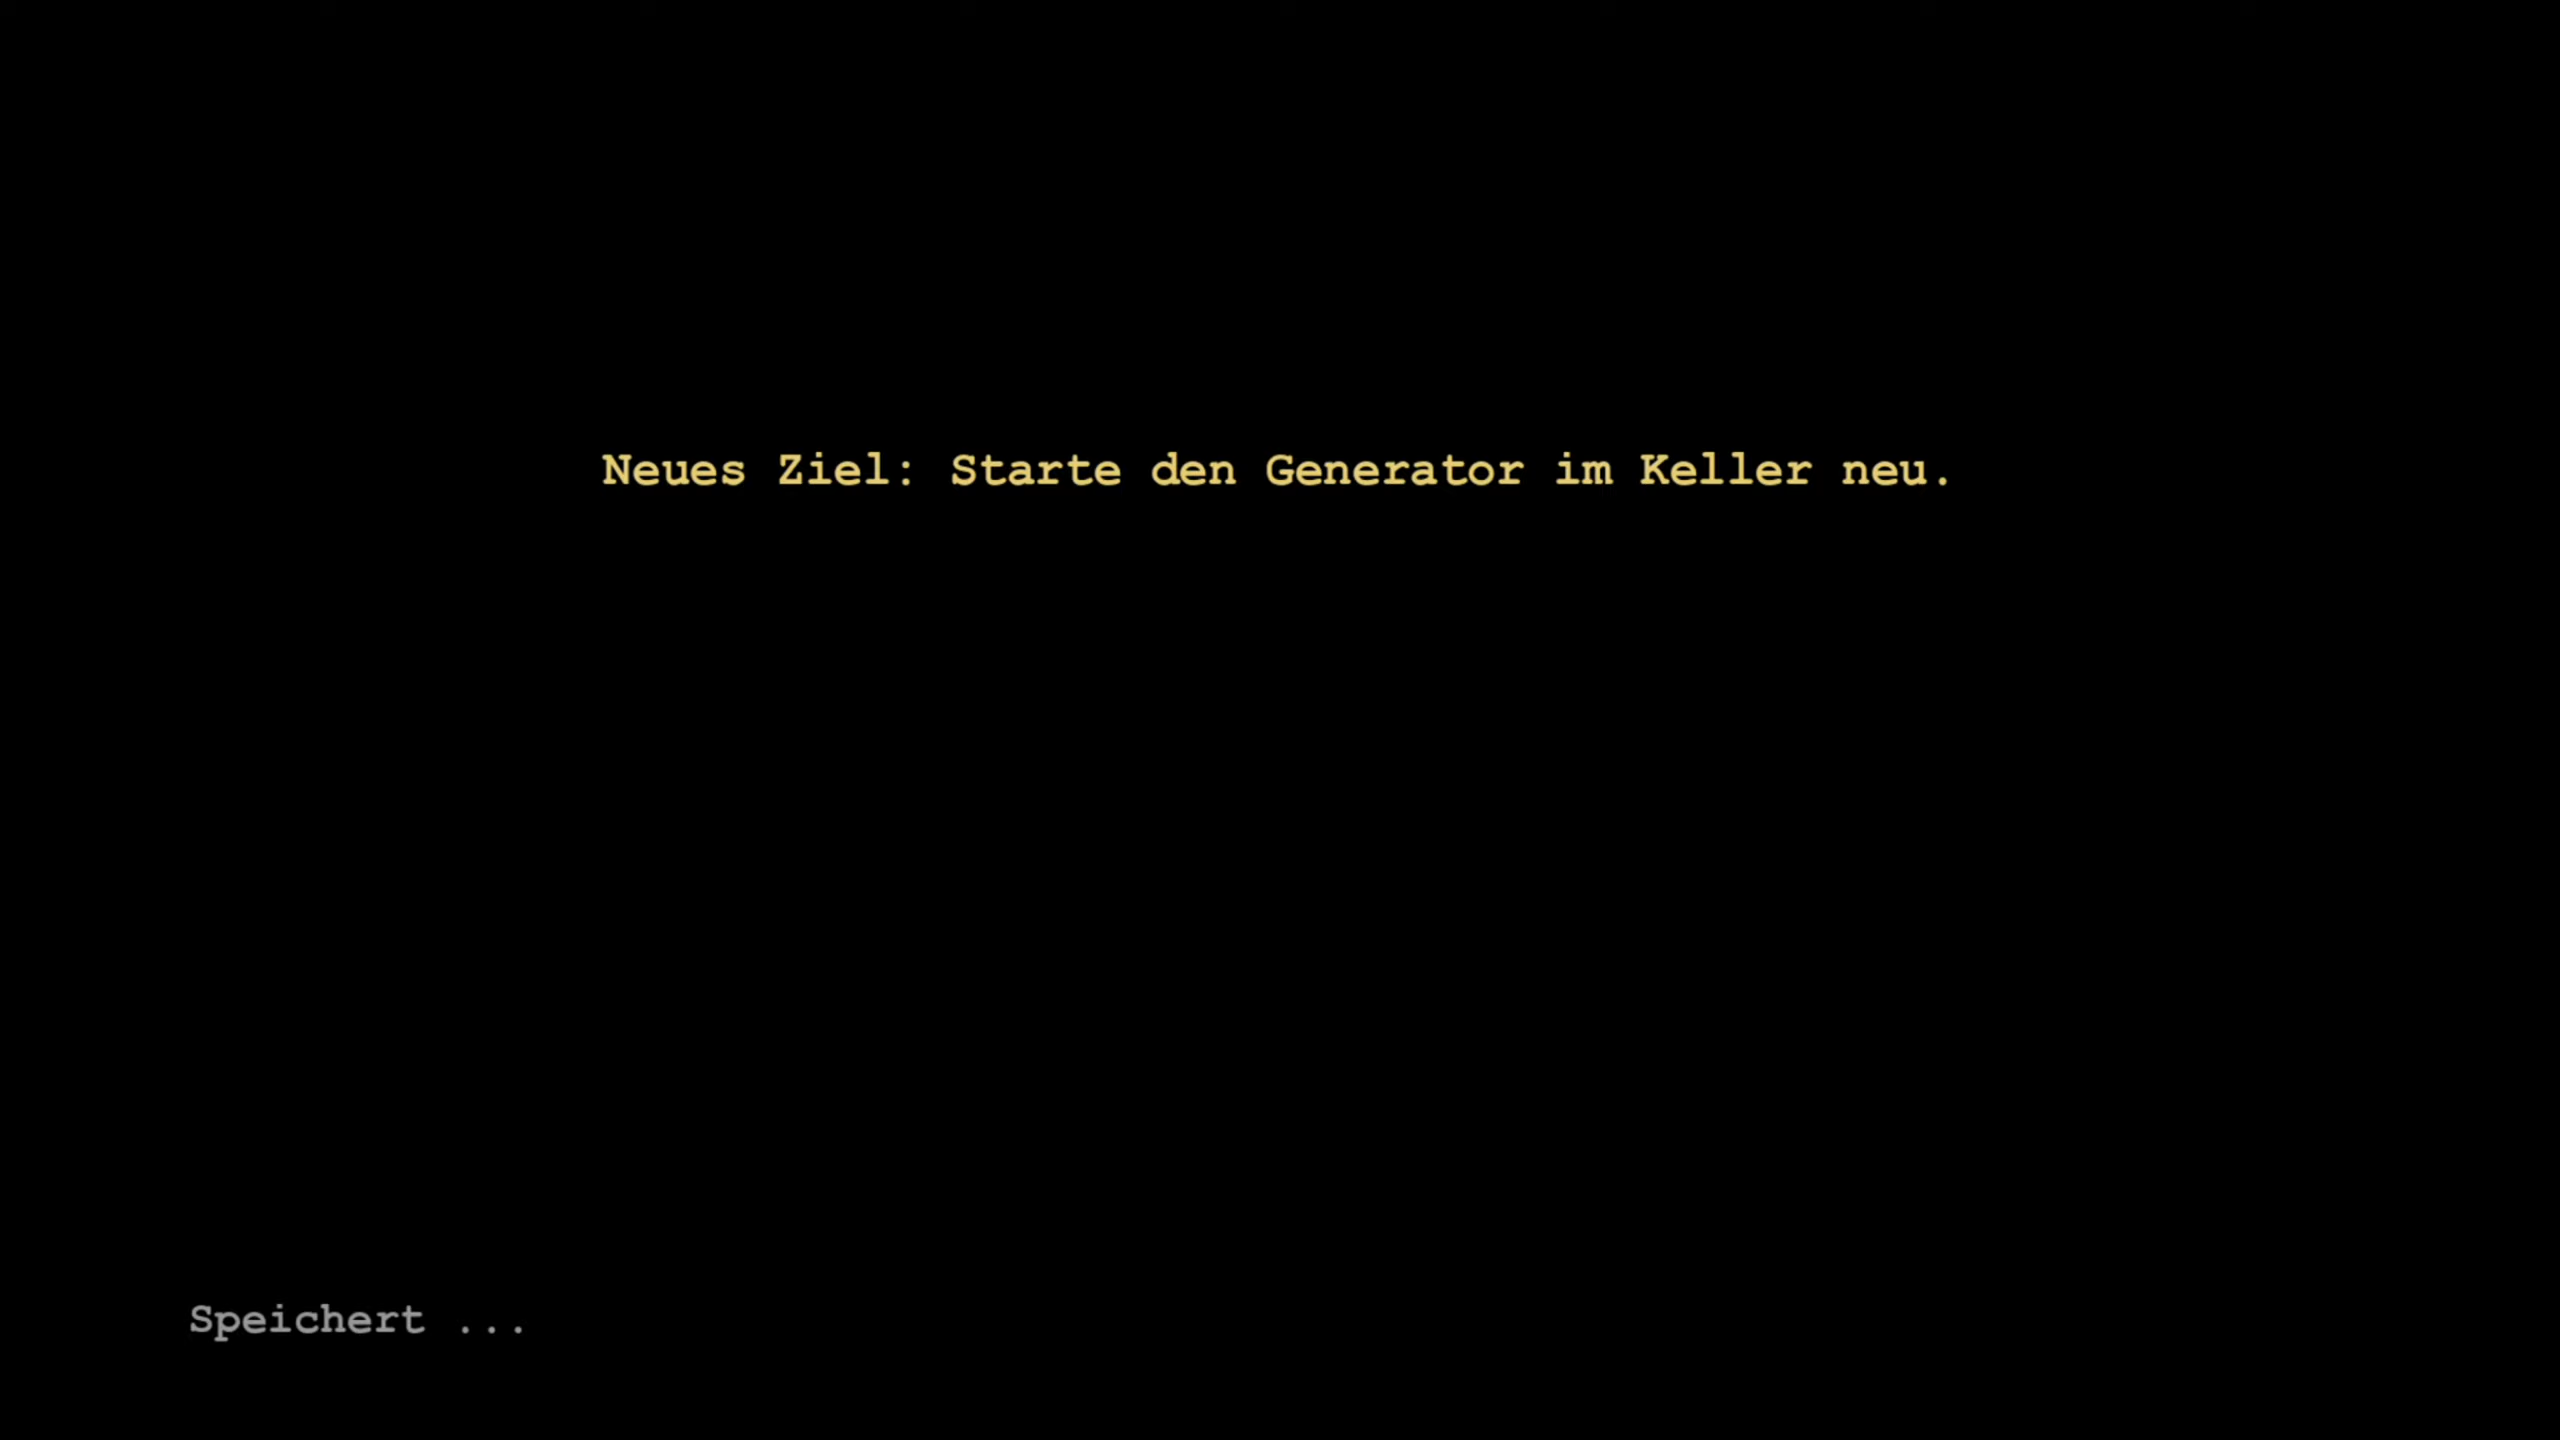 Neues Ziel: Starte den Generator im Keller neu.
Speichert ...